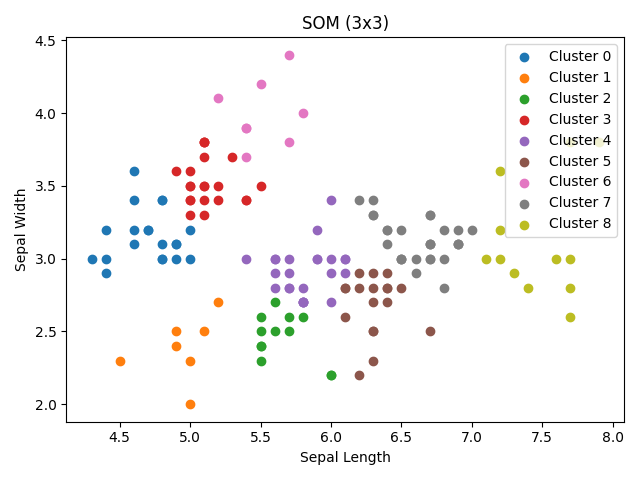 SOM (3x3)
Cluster 0
Cluster 1
Cluster 2
Cluster 3
Cluster 4
Cluster 5
Cluster 6
Cluster 7
Cluster 8
Sepal Width
4.5
4.0
3.5
3.0
2.5
2.0
4.5
5.0
5.5
6.0
6.5
7.0
7.5
8.0
Sepal Length